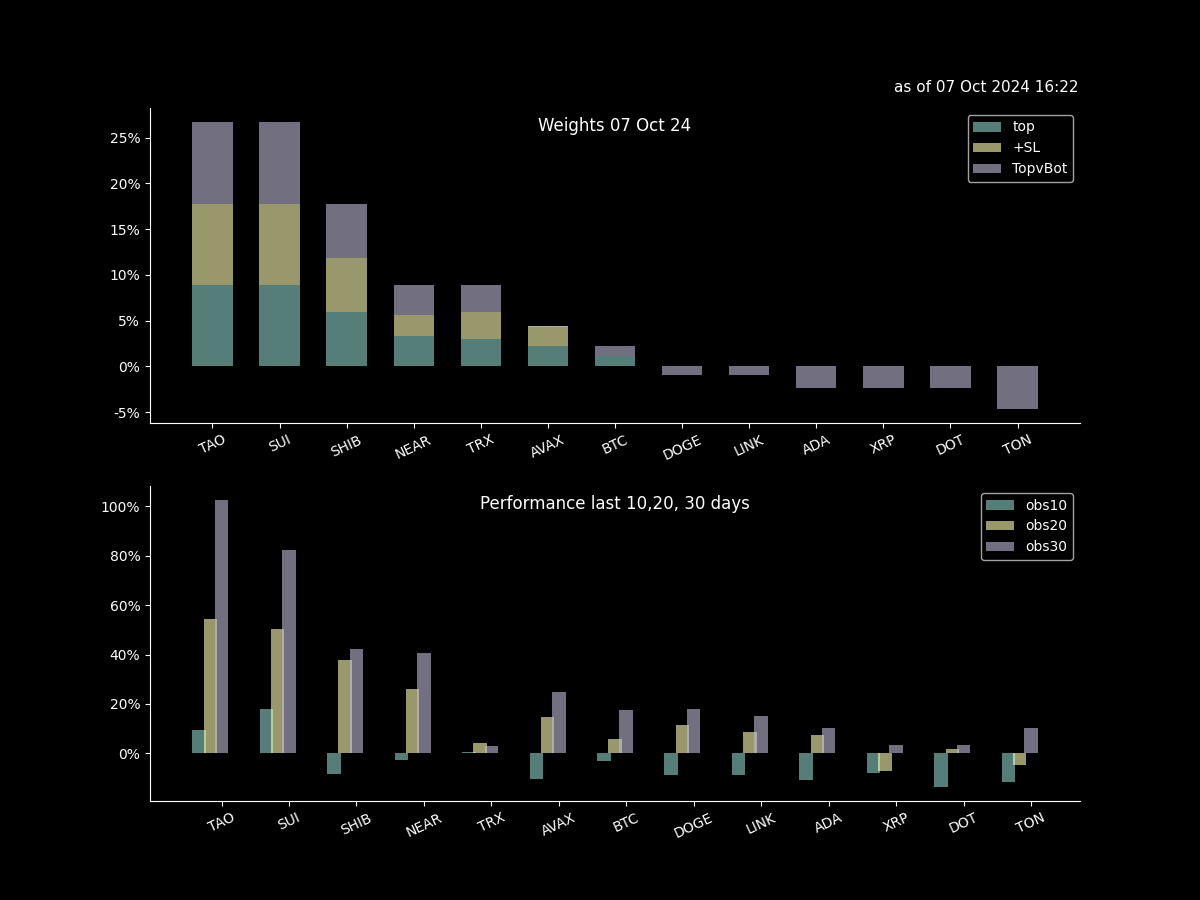 as of 07 Oct 2024 16:22
Weights 07 Oct 24
top
+SL
TopvBot
25%
20%
15%
10%
5%
0%
-5%
TAO SUI SHIB NEAR TRX AVAX BTC DOGE LINK ADA XRP DOT TON
Performance last 10,20, 30 days
obs10
obs20
obs30
100%
80%
60%
40%
20%
0%
TAO SUI SHIB NEAR TRX AVAX BTC DOGE LINK ADA XRP DOT TON